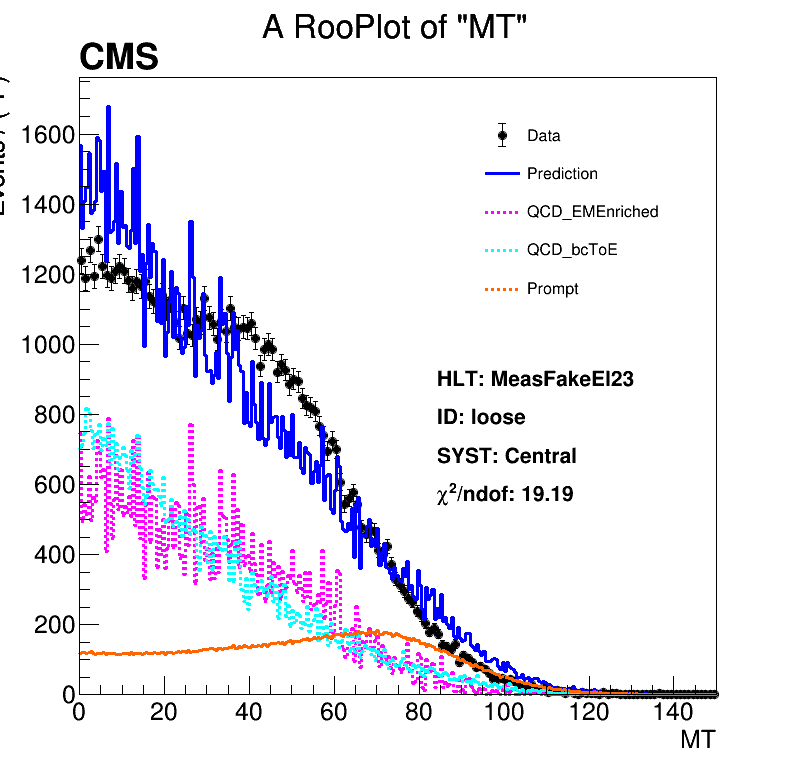 A RooPlot of "MT"
CMS
1600
1400
1200
1000
800
600
400
200
0
Data
Prediction
QCD_EMEnriched
QCD_bcToE
Prompt
HLT: MeasFakeEl23
ID: loose
SYST: Central
χ²/ndof: 19.19
0 20 40 60 80 100 120 140
MT